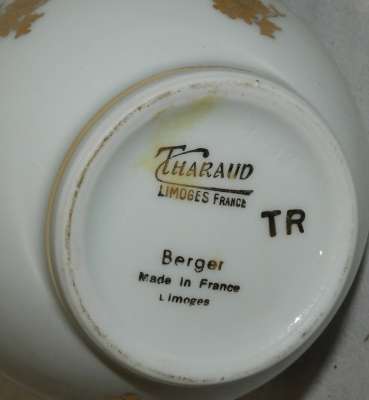 THARAUD
LIMOGES FRANCE
TR
Berger
Made in France
Limoges